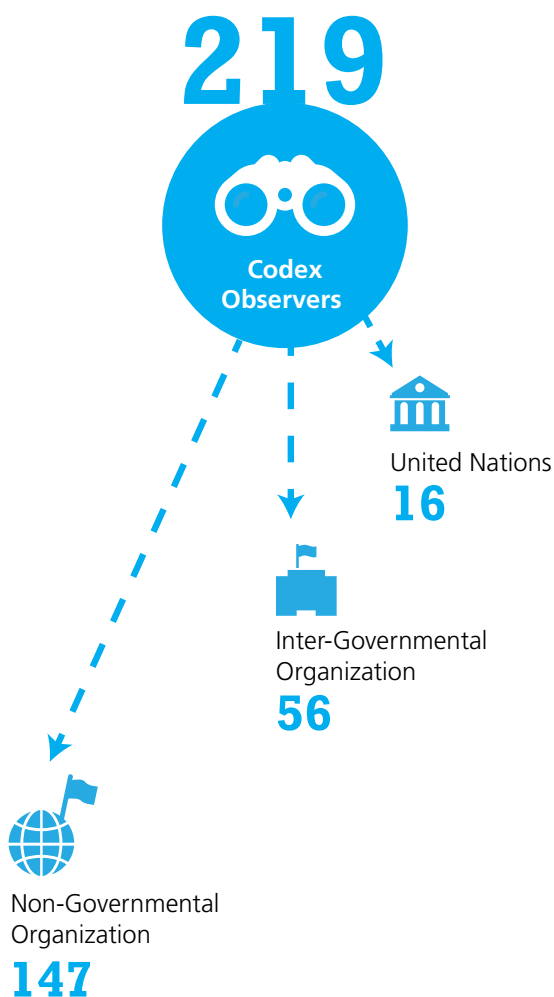 219
Codex
Observers
United Nations
16
Inter-Governmental
Organization
56
Non-Governmental
Organization
147